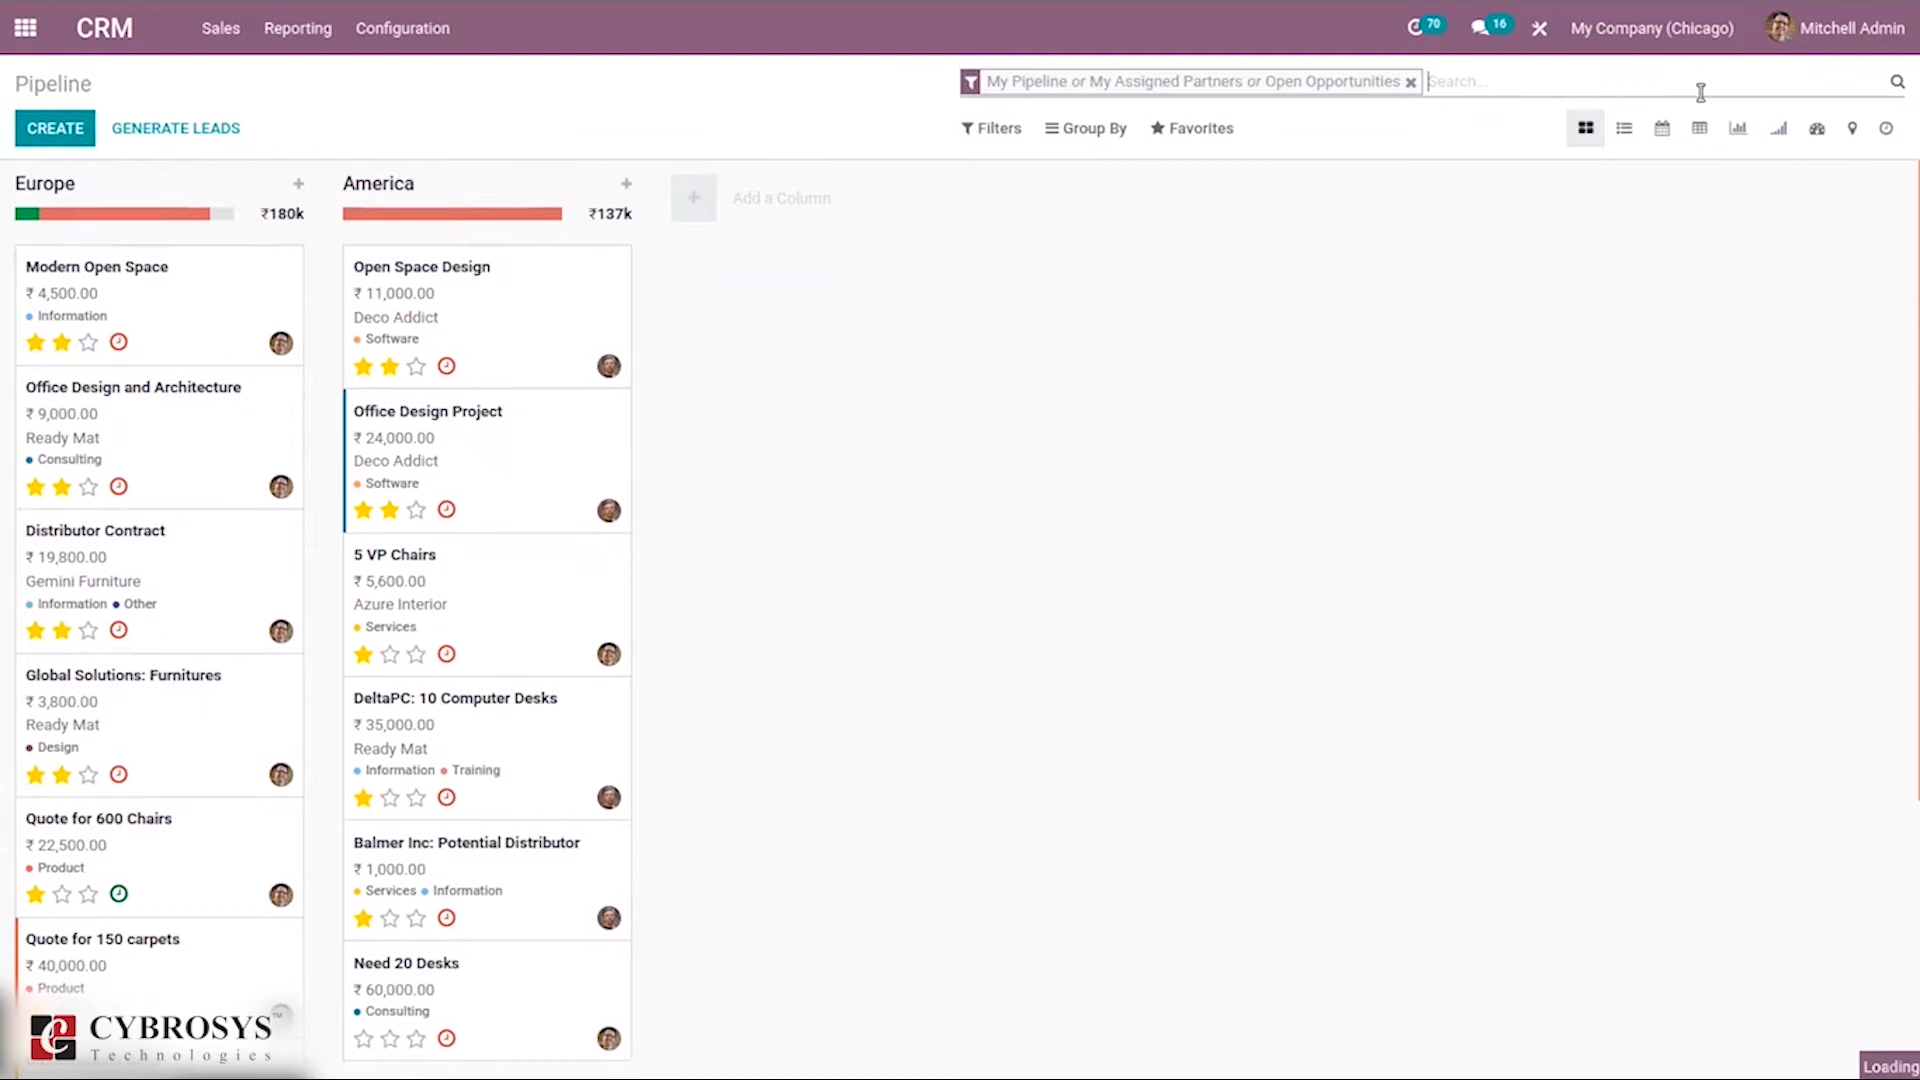 CRM Sales Reporting Configuration 70 16 My Company (Chicago) Mitchell Admin
Pipeline
My Pipeline or My Assigned Partners or Open Opportunities Search...
CREATE GENERATE LEADS
Filters Group By Favorites
Europe
₹180k
Modern Open Space
₹ 4,500.00
Information
Office Design and Architecture
₹ 9,000.00
Ready Mat
Consulting
Distributor Contract
₹ 19,800.00
Gemini Furniture
Information Other
Global Solutions: Furnitures
₹ 3,800.00
Ready Mat
Design
Quote for 600 Chairs
₹ 22,500.00
Product
Quote for 150 carpets
₹ 40,000.00
Product
America
₹137k
Open Space Design
₹ 11,000.00
Deco Addict
Software
Office Design Project
₹ 24,000.00
Deco Addict
Software
5 VP Chairs
₹ 5,600.00
Azure Interior
Services
DeltaPC: 10 Computer Desks
₹ 35,000.00
Ready Mat
Information Training
Balmer Inc: Potential Distributor
₹ 1,000.00
Services Information
Need 20 Desks
₹ 60,000.00
Consulting
Add a Column
CYBROSYS™
Technologies
Loading